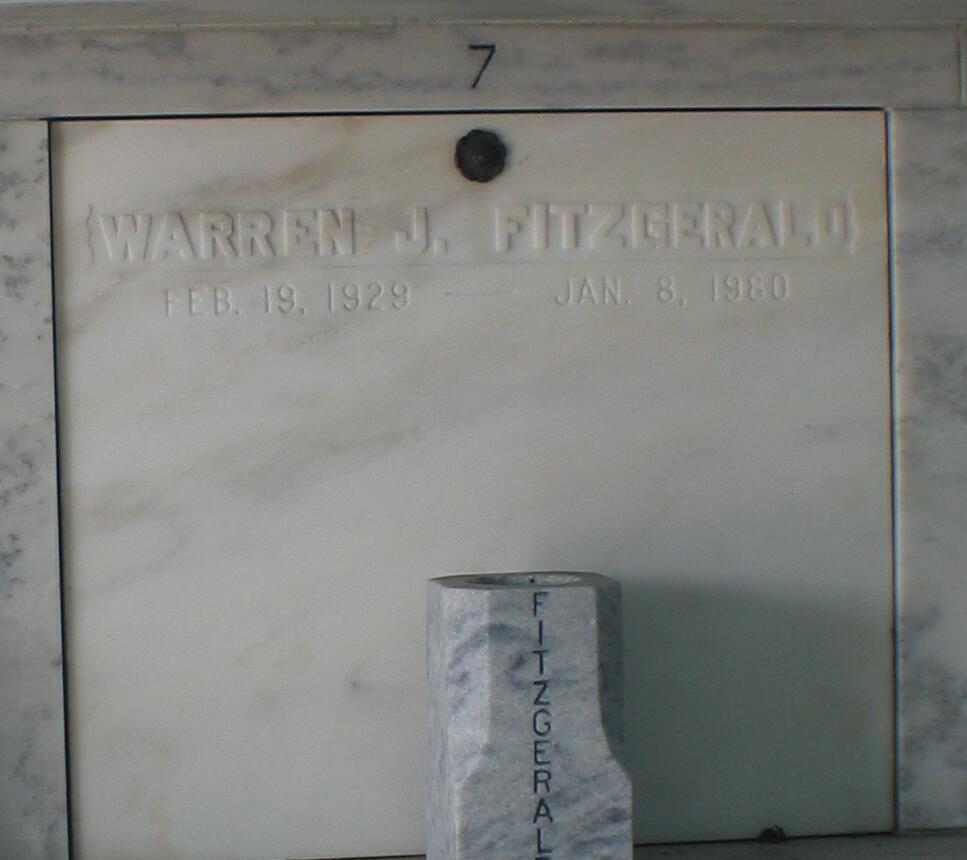 7
{WARREN J. FITZGERALD}
FEB. 19, 1929 — JAN. 8, 1980
FITZGERAL